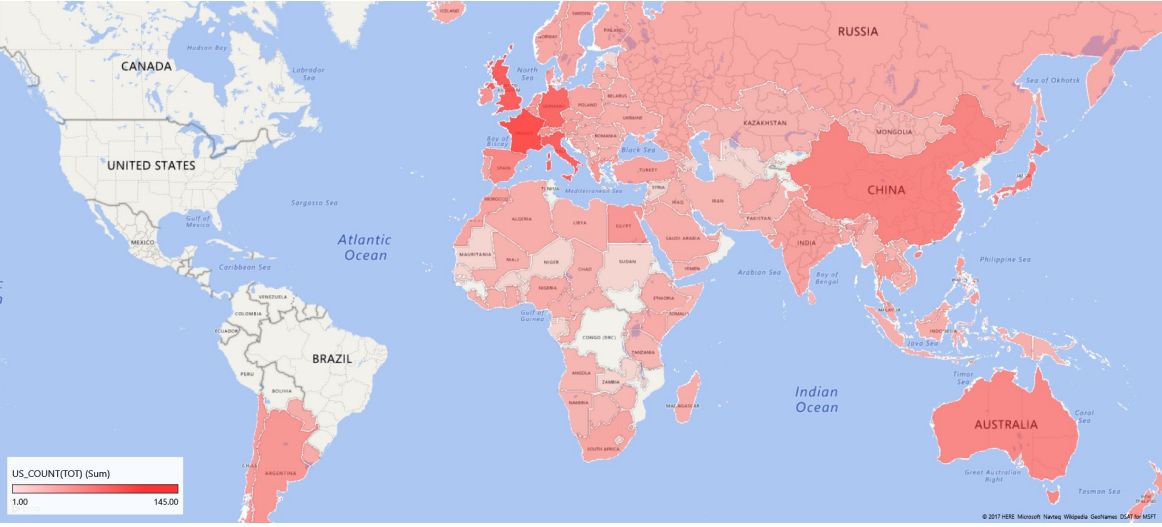 ICELAND
SWEDEN
NORWAY
FINLAND
RUSSIA
Hudson Bay
CANADA
Labrador
Sea
North
Sea
Sea of Okhotsk
BELARUS
POLAND
UKRAINE
KAZAKHSTAN
MONGOLIA
ROMANIA
Bay of
Biscay
Black Sea
UNITED STATES
SPAIN
TURKEY
CHINA
TUNISIA
Mediterranean Sea
SYRIA
Sargasso Sea
MOROCCO
IRAQ
IRAN
Gulf of
Mexico
ALGERIA
LIBYA
EGYPT
PAKISTAN
Atlantic
Ocean
MEXICO
SAUDI ARABIA
INDIA
MAURITANIA
MALI
NIGER
SUDAN
Philippine Sea
Caribbean Sea
CHAD
YEMEN
Arabian Sea
Bay of
Bengal
VENEZUELA
NIGERIA
ETHIOPIA
COLOMBIA
Gulf of
Guinea
SOMALIA
ECUADOR
CONGO (DRC)
Java Sea
BRAZIL
TANZANIA
PERU
ANGOLA
Timor
Sea
ZAMBIA
BOLIVIA
Indian
Ocean
NAMIBIA
MADAGASCAR
Coral
Sea
AUSTRALIA
SOUTH AFRICA
ARGENTINA
Great Australian
Bight
Tasman Sea
US_COUNT(TOT) (Sum)
1.00 145.00
© 2017 HERE Microsoft Navteq Wikipedia GeoNames DSAT for MSFT